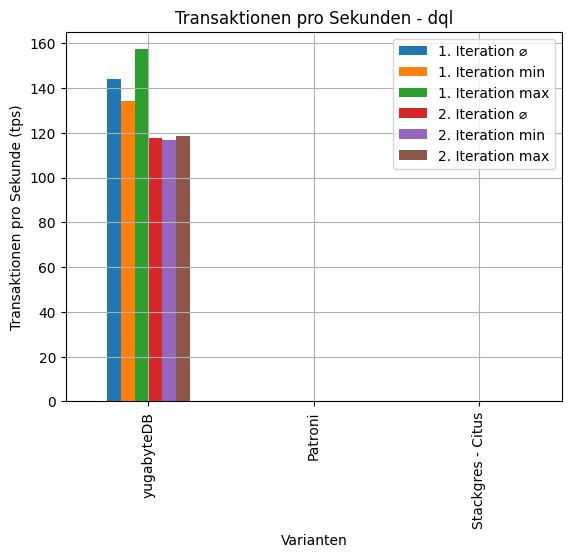 Transaktionen pro Sekunden - dql
Transaktionen pro Sekunde (tps)
160
140
120
100
80
60
40
20
0
1. Iteration ⌀
1. Iteration min
1. Iteration max
2. Iteration ⌀
2. Iteration min
2. Iteration max
yugabyteDB
Patroni
Stackgres - Citus
Varianten